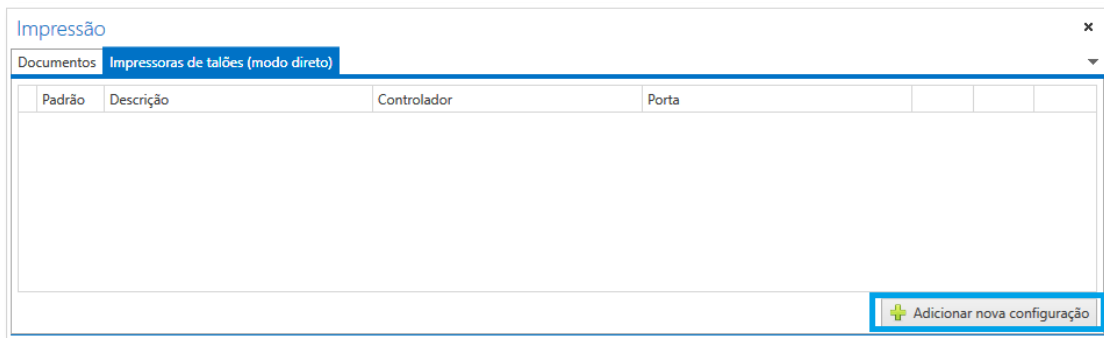 Impressão
Documentos Impressoras de talões (modo direto)
Padrão Descrição Controlador Porta
Adicionar nova configuração